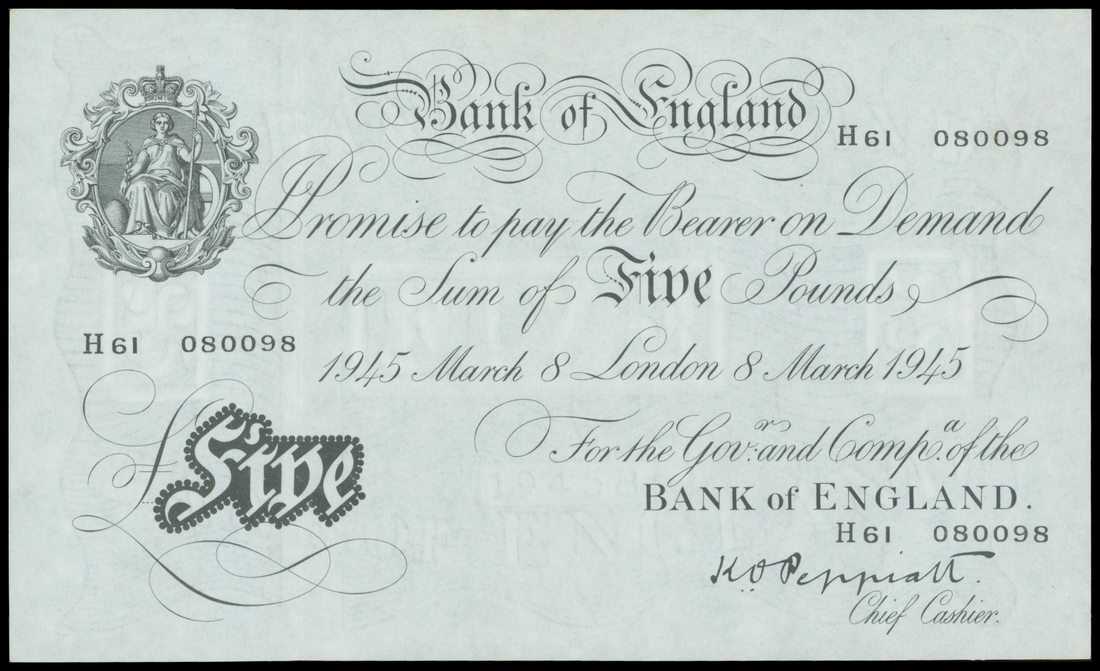 Bank of England
H61 080098
I Promise to pay the Bearer on Demand
the Sum of Five Pounds
H61 080098
1945 March 8 London 8 March 1945
For the Govr. and Compa. of the
BANK of ENGLAND.
£Five
H61 080098
K O Peppiatt.
Chief Cashier.